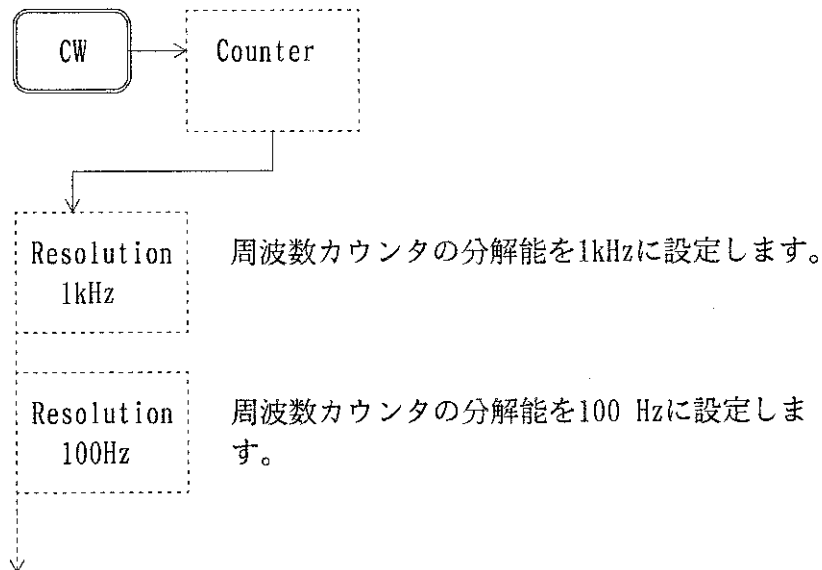 CW
Counter
Resolution
1kHz
周波数カウンタの分解能を1kHzに設定します。
Resolution
100Hz
周波数カウンタの分解能を100 Hzに設定しま
す。